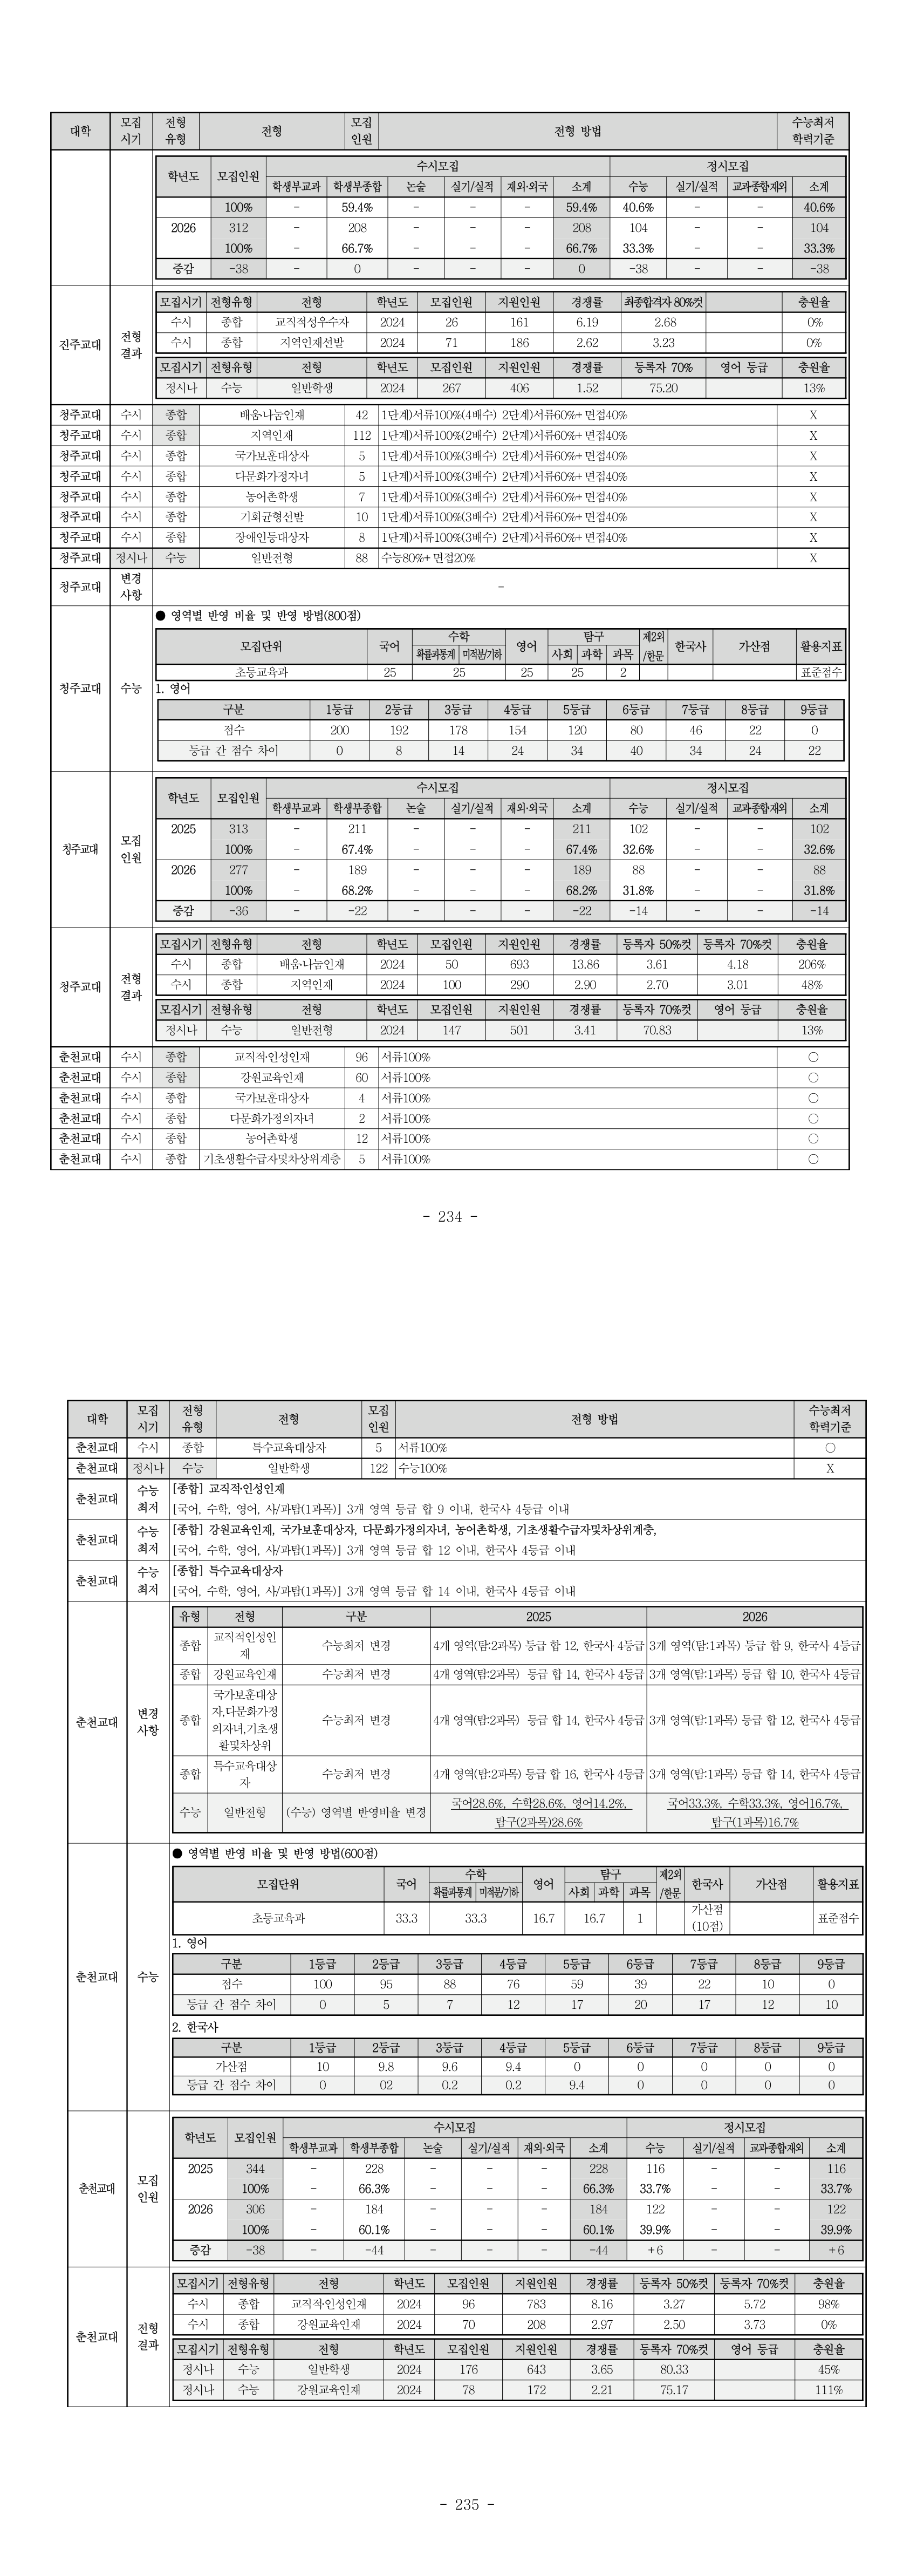 대학 모집시기 전형유형 전형 모집인원 전형 방법 수능최저학력기준
학년도 모집인원 수시모집 정시모집
학생부교과 학생부종합 논술 실기/실적 재외·외국 소계 수능 실기/실적 교과종합재외 소계
100% - 59.4% - - - 59.4% 40.6% - - 40.6%
2026 312 - 208 - - - 208 104 - - 104
100% - 66.7% - - - 66.7% 33.3% - - 33.3%
증감 -38 - 0 - - - 0 -38 - - -38
진주교대 전형결과
모집시기 전형유형 전형 학년도 모집인원 지원인원 경쟁률 최종합격자 80%컷 충원율
수시 종합 교직적성우수자 2024 26 161 6.19 2.68 0%
수시 종합 지역인재선발 2024 71 186 2.62 3.23 0%
모집시기 전형유형 전형 학년도 모집인원 지원인원 경쟁률 등록자 70% 영어 등급 충원율
정시나 수능 일반학생 2024 267 406 1.52 75.20 13%
청주교대 수시 종합 배움·나눔인재 42 1단계)서류100%(4배수) 2단계)서류60%+면접40% X
청주교대 수시 종합 지역인재 112 1단계)서류100%(2배수) 2단계)서류60%+면접40% X
청주교대 수시 종합 국가보훈대상자 5 1단계)서류100%(3배수) 2단계)서류60%+면접40% X
청주교대 수시 종합 다문화가정자녀 5 1단계)서류100%(3배수) 2단계)서류60%+면접40% X
청주교대 수시 종합 농어촌학생 7 1단계)서류100%(3배수) 2단계)서류60%+면접40% X
청주교대 수시 종합 기회균형선발 10 1단계)서류100%(3배수) 2단계)서류60%+면접40% X
청주교대 수시 종합 장애인등대상자 8 1단계)서류100%(3배수) 2단계)서류60%+면접40% X
청주교대 정시나 수능 일반전형 88 수능80%+면접20% X
청주교대 변경사항 -
청주교대 수능
● 영역별 반영 비율 및 반영 방법(800점)
모집단위 국어 수학 영어 탐구 제2외/한문 한국사 가산점 활용지표
확률과통계 미적분/기하 사회 과학 과목
초등교육과 25 25 25 25 2 표준점수
1. 영어
구분 1등급 2등급 3등급 4등급 5등급 6등급 7등급 8등급 9등급
점수 200 192 178 154 120 80 46 22 0
등급 간 점수 차이 0 8 14 24 34 40 34 24 22
청주교대 모집인원
학년도 모집인원 수시모집 정시모집
학생부교과 학생부종합 논술 실기/실적 재외·외국 소계 수능 실기/실적 교과종합재외 소계
2025 313 - 211 - - - 211 102 - - 102
100% - 67.4% - - - 67.4% 32.6% - - 32.6%
2026 277 - 189 - - - 189 88 - - 88
100% - 68.2% - - - 68.2% 31.8% - - 31.8%
증감 -36 - -22 - - - -22 -14 - - -14
청주교대 전형결과
모집시기 전형유형 전형 학년도 모집인원 지원인원 경쟁률 등록자 50%컷 등록자 70%컷 충원율
수시 종합 배움·나눔인재 2024 50 693 13.86 3.61 4.18 206%
수시 종합 지역인재 2024 100 290 2.90 2.70 3.01 48%
모집시기 전형유형 전형 학년도 모집인원 지원인원 경쟁률 등록자 70%컷 영어 등급 충원율
정시나 수능 일반전형 2024 147 501 3.41 70.83 13%
춘천교대 수시 종합 교직적·인성인재 96 서류100% ○
춘천교대 수시 종합 강원교육인재 60 서류100% ○
춘천교대 수시 종합 국가보훈대상자 4 서류100% ○
춘천교대 수시 종합 다문화가정의자녀 2 서류100% ○
춘천교대 수시 종합 농어촌학생 12 서류100% ○
춘천교대 수시 종합 기초생활수급자및차상위계층 5 서류100% ○
- 234 -
대학 모집시기 전형유형 전형 모집인원 전형 방법 수능최저학력기준
춘천교대 수시 종합 특수교육대상자 5 서류100% ○
춘천교대 정시나 수능 일반학생 122 수능100% X
춘천교대 수능최저
[종합] 교직적·인성인재
[국어, 수학, 영어, 사/과탐(1과목)] 3개 영역 등급 합 9 이내, 한국사 4등급 이내
춘천교대 수능최저
[종합] 강원교육인재, 국가보훈대상자, 다문화가정의자녀, 농어촌학생, 기초생활수급자및차상위계층,
[국어, 수학, 영어, 사/과탐(1과목)] 3개 영역 등급 합 12 이내, 한국사 4등급 이내
춘천교대 수능최저
[종합] 특수교육대상자
[국어, 수학, 영어, 사/과탐(1과목)] 3개 영역 등급 합 14 이내, 한국사 4등급 이내
춘천교대 변경사항
유형 전형 구분 2025 2026
종합 교직적인성인재 수능최저 변경 4개 영역(탐:2과목) 등급 합 12, 한국사 4등급 3개 영역(탐:1과목) 등급 합 9, 한국사 4등급
종합 강원교육인재 수능최저 변경 4개 영역(탐:2과목) 등급 합 14, 한국사 4등급 3개 영역(탐:1과목) 등급 합 10, 한국사 4등급
종합 국가보훈대상자,다문화가정의자녀,기초생활및차상위 수능최저 변경 4개 영역(탐:2과목) 등급 합 14, 한국사 4등급 3개 영역(탐:1과목) 등급 합 12, 한국사 4등급
종합 특수교육대상자 수능최저 변경 4개 영역(탐:2과목) 등급 합 16, 한국사 4등급 3개 영역(탐:1과목) 등급 합 14, 한국사 4등급
수능 일반전형 (수능) 영역별 반영비율 변경 국어28.6%, 수학28.6%, 영어14.2%, 탐구(2과목)28.6% 국어33.3%, 수학33.3%, 영어16.7%, 탐구(1과목)16.7%
춘천교대 수능
● 영역별 반영 비율 및 반영 방법(600점)
모집단위 국어 수학 영어 탐구 제2외/한문 한국사 가산점 활용지표
확률과통계 미적분/기하 사회 과학 과목
초등교육과 33.3 33.3 16.7 16.7 1 가산점(10점) 표준점수
1. 영어
구분 1등급 2등급 3등급 4등급 5등급 6등급 7등급 8등급 9등급
점수 100 95 88 76 59 39 22 10 0
등급 간 점수 차이 0 5 7 12 17 20 17 12 10
2. 한국사
구분 1등급 2등급 3등급 4등급 5등급 6등급 7등급 8등급 9등급
가산점 10 9.8 9.6 9.4 0 0 0 0 0
등급 간 점수 차이 0 02 0.2 0.2 9.4 0 0 0 0
춘천교대 모집인원
학년도 모집인원 수시모집 정시모집
학생부교과 학생부종합 논술 실기/실적 재외·외국 소계 수능 실기/실적 교과종합재외 소계
2025 344 - 228 - - - 228 116 - - 116
100% - 66.3% - - - 66.3% 33.7% - - 33.7%
2026 306 - 184 - - - 184 122 - - 122
100% - 60.1% - - - 60.1% 39.9% - - 39.9%
증감 -38 - -44 - - - -44 +6 - - +6
춘천교대 전형결과
모집시기 전형유형 전형 학년도 모집인원 지원인원 경쟁률 등록자 50%컷 등록자 70%컷 충원율
수시 종합 교직적·인성인재 2024 96 783 8.16 3.27 5.72 98%
수시 종합 강원교육인재 2024 70 208 2.97 2.50 3.73 0%
모집시기 전형유형 전형 학년도 모집인원 지원인원 경쟁률 등록자 70%컷 영어 등급 충원율
정시나 수능 일반학생 2024 176 643 3.65 80.33 45%
정시나 수능 강원교육인재 2024 78 172 2.21 75.17 111%
- 235 -